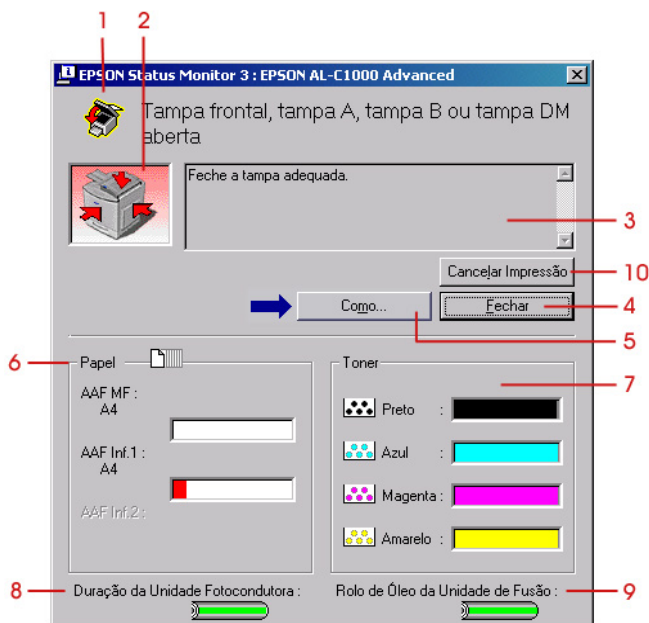 1 2
EPSON Status Monitor 3 : EPSON AL-C1000 Advanced
Tampa frontal, tampa A, tampa B ou tampa DM
aberta
Feche a tampa adequada.
3
Cancelar Impressão 10
Como... Fechar 4
5
6 Papel Toner
7
AAF MF :
A4
Preto :
AAF Inf.1 :
A4
Azul :
Magenta :
AAF Inf.2 :
Amarelo :
8 Duração da Unidade Fotocondutora : Rolo de Óleo da Unidade de Fusão : 9